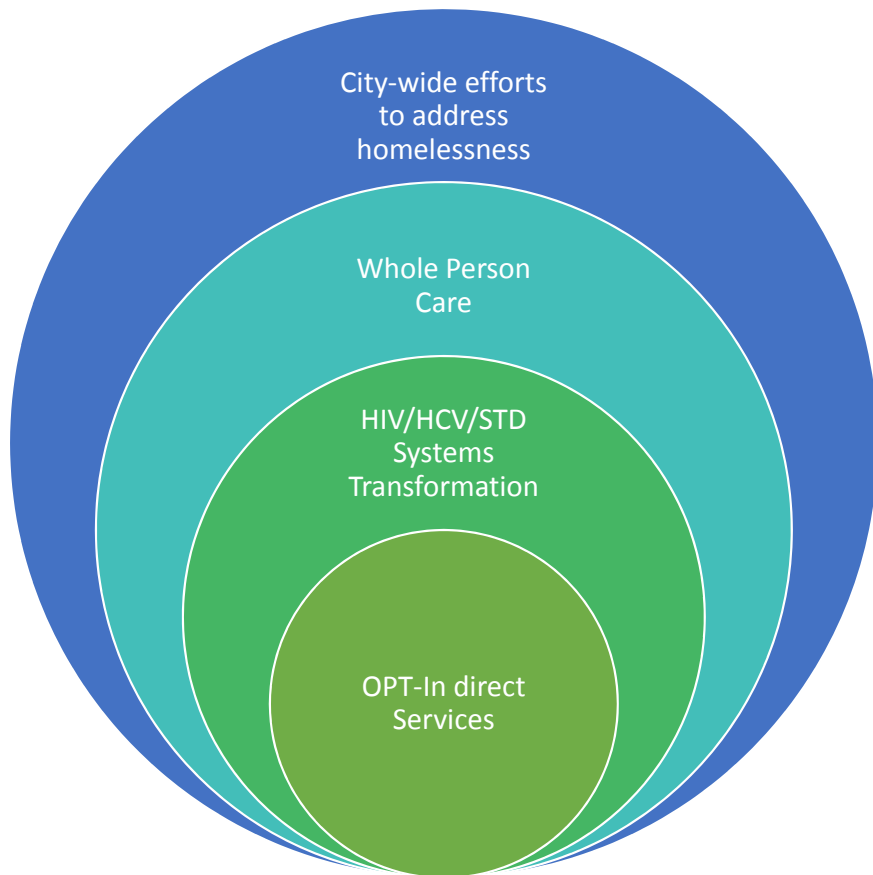 City-wide efforts
to address
homelessness
Whole Person
Care
HIV/HCV/STD
Systems
Transformation
OPT-In direct
Services